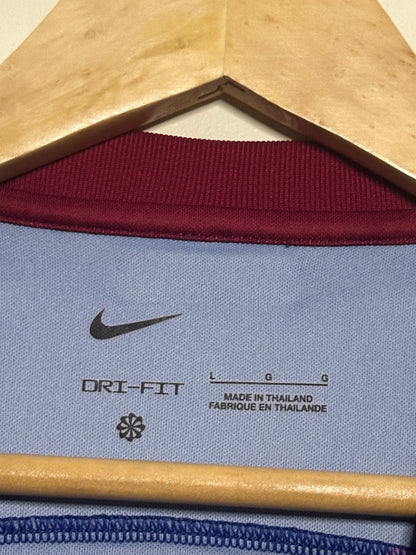 DRI-FIT
L G G
MADE IN THAILAND
FABRIQUE EN THAILANDE